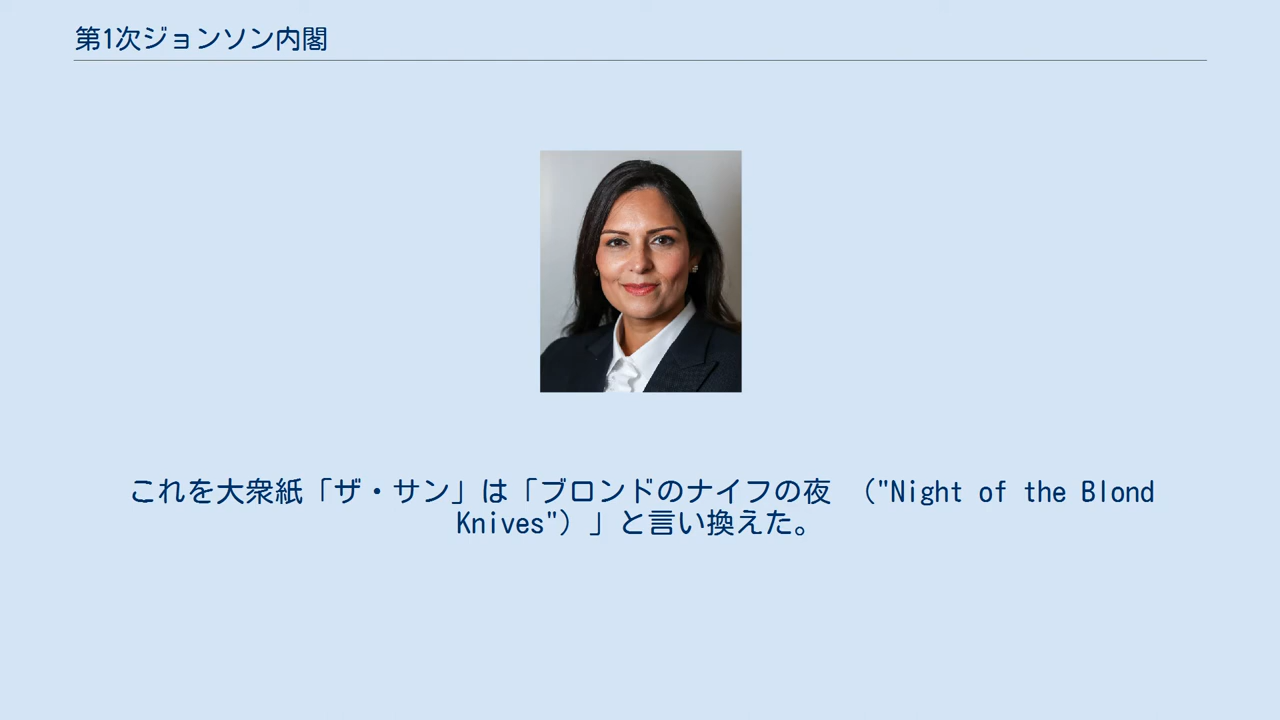 第1次ジョンソン内閣
これを大衆紙「ザ・サン」は「ブロンドのナイフの夜 （"Night of the Blond
Knives"）」と言い換えた。